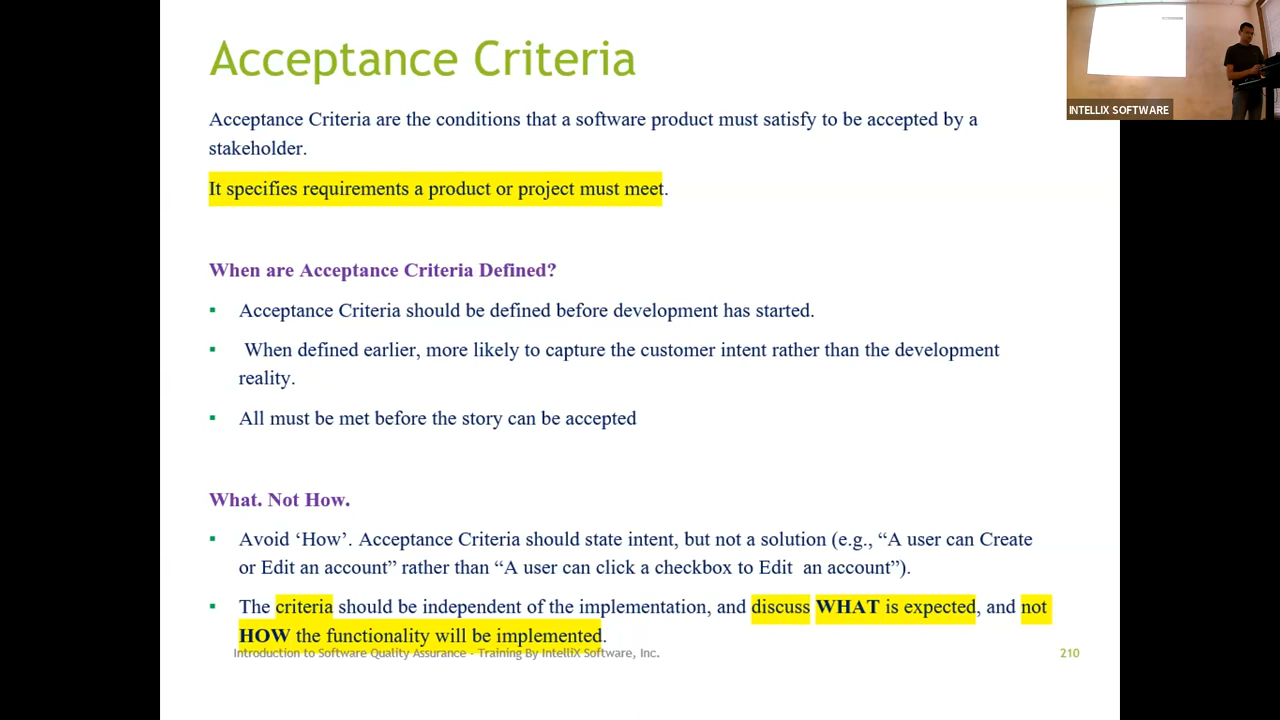 Acceptance Criteria
INTELLIX SOFTWARE
Acceptance Criteria are the conditions that a software product must satisfy to be accepted by a
stakeholder.
It specifies requirements a product or project must meet.
When are Acceptance Criteria Defined?
▪ Acceptance Criteria should be defined before development has started.
▪ When defined earlier, more likely to capture the customer intent rather than the development
reality.
▪ All must be met before the story can be accepted
What. Not How.
▪ Avoid ‘How’. Acceptance Criteria should state intent, but not a solution (e.g., “A user can Create
or Edit an account” rather than “A user can click a checkbox to Edit an account”).
▪ The criteria should be independent of the implementation, and discuss WHAT is expected, and not
HOW the functionality will be implemented.
Introduction to Software Quality Assurance - Training By IntelliX Software, Inc.
210